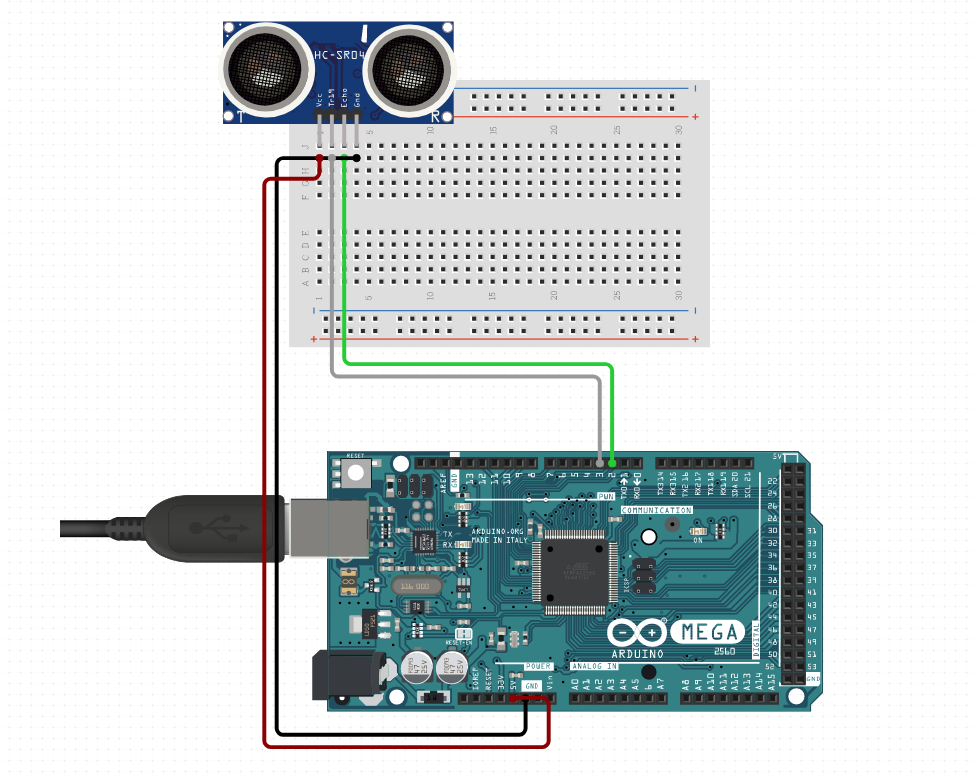 HC-SR04
Vcc
Trig
Echo
Gnd
T
R
5
10
15
20
25
30
J
H
G
F
E
D
C
B
A
1
5
10
15
20
25
30
RESET
AREF
GND
13
12
11
10
9
8
7
6
5
4
3
2
TX0 1
RX0 0
TX3 14
RX3 15
TX2 16
RX2 17
TX1 18
RX1 19
SDA 20
SCL 21
5V
PWM
COMMUNICATION
TX
RX
ARDUINO.ORG
MADE IN ITALY
ON
ICSP
16 000
RESET-EN
MEGA
2560
ARDUINO
DIGITAL
22
24
26
28
30
32
34
36
38
40
42
44
46
48
50
52
31
33
35
37
39
41
43
45
47
49
51
53
GND
47
25V
47
25V
POWER
ANALOG IN
IOREF
RESET
3V3
5V
GND
Vin
A0
A1
A2
A3
A4
A5
A6
A7
A8
A9
A10
A11
A12
A13
A14
A15